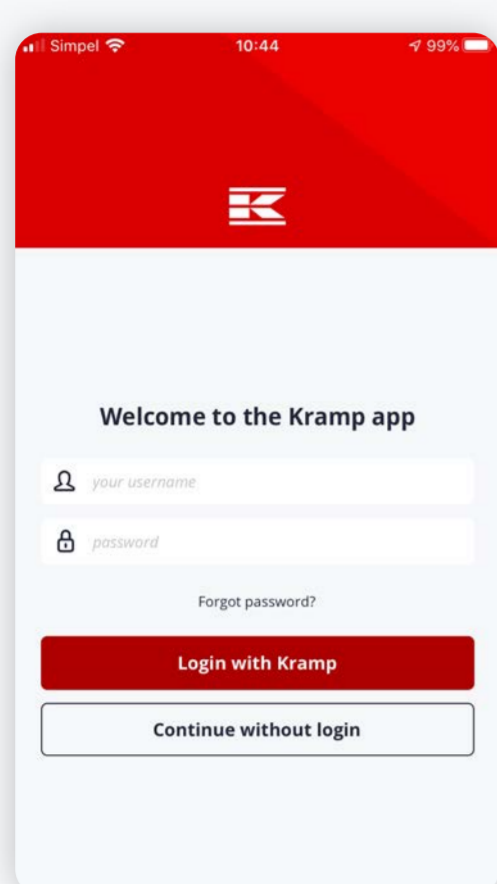 Simpel 10:44 99%
K
Welcome to the Kramp app
your username
password
Forgot password?
Login with Kramp
Continue without login